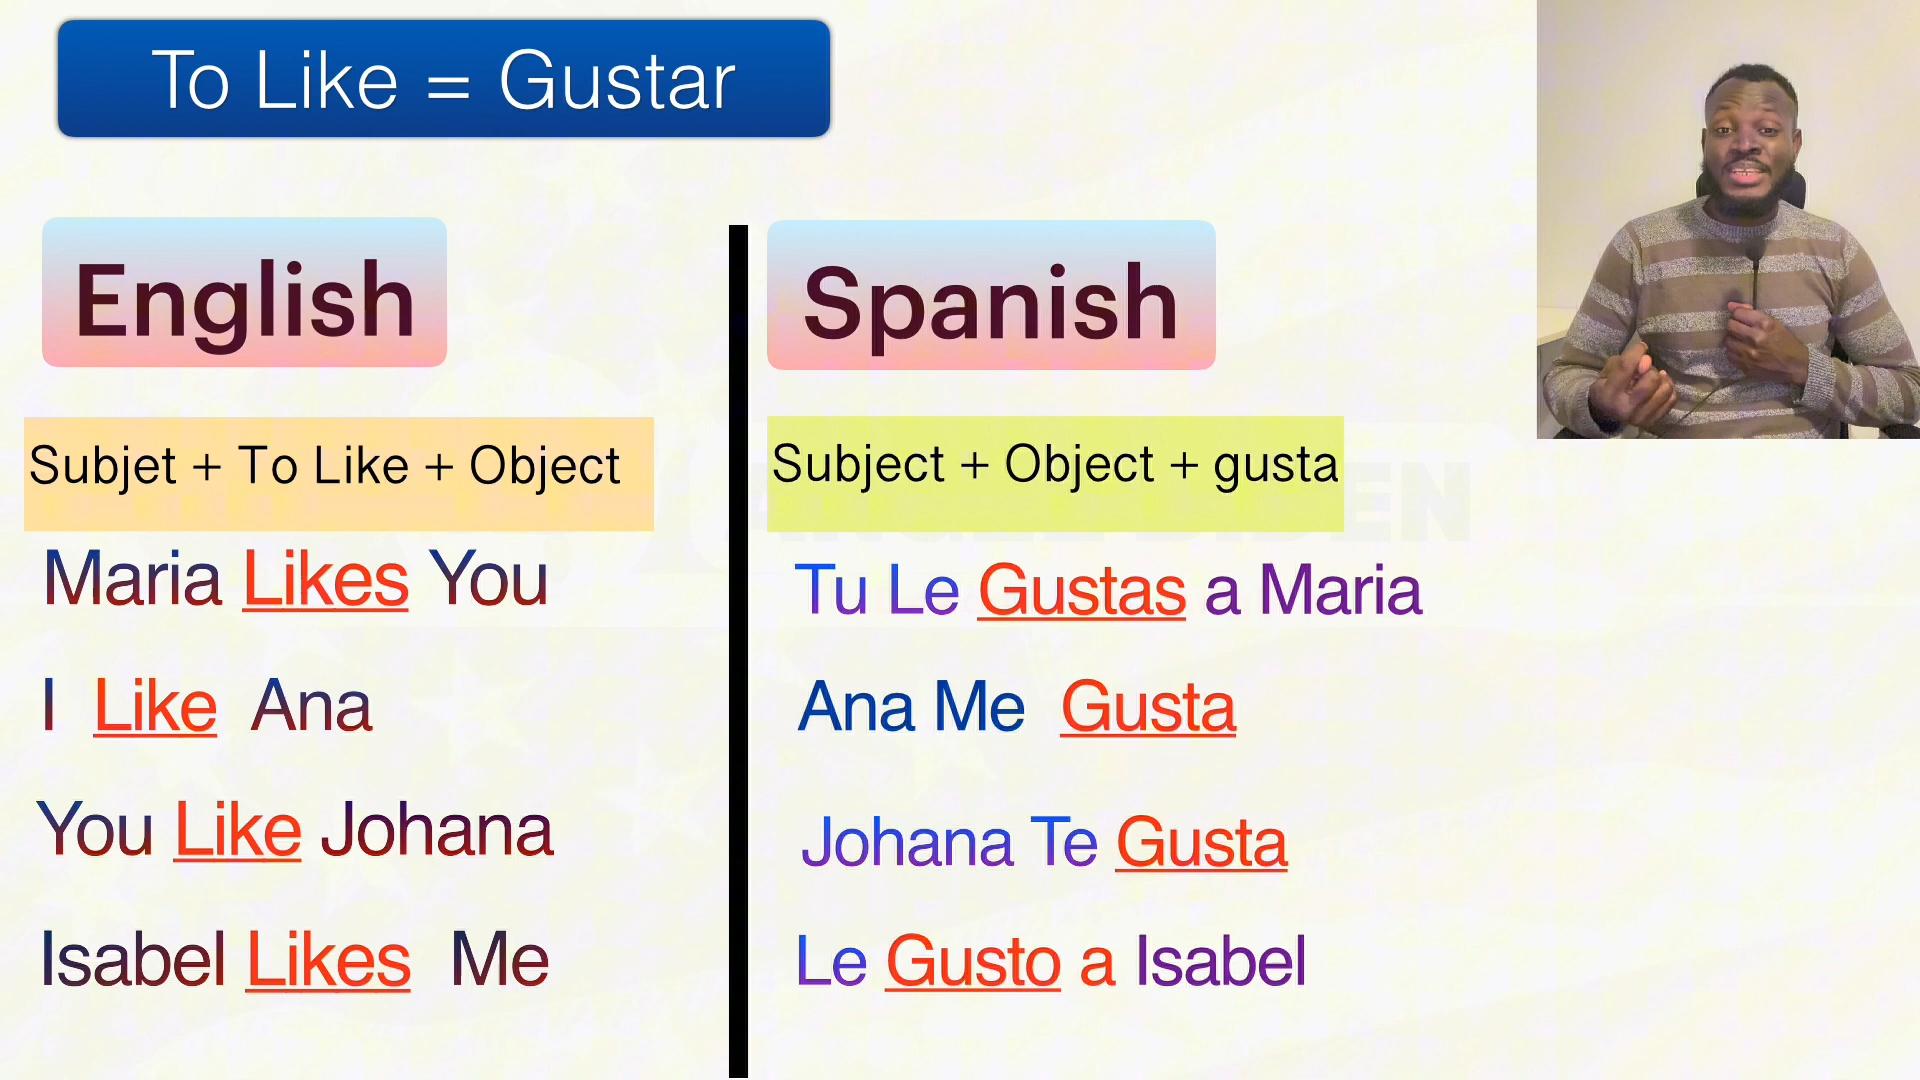 To Like = Gustar
English
Subjet + To Like + Object
Maria Likes You
I Like Ana
You Like Johana
Isabel Likes Me
Spanish
Subject + Object + gusta
Tu Le Gustas a Maria
Ana Me Gusta
Johana Te Gusta
Le Gusto a Isabel